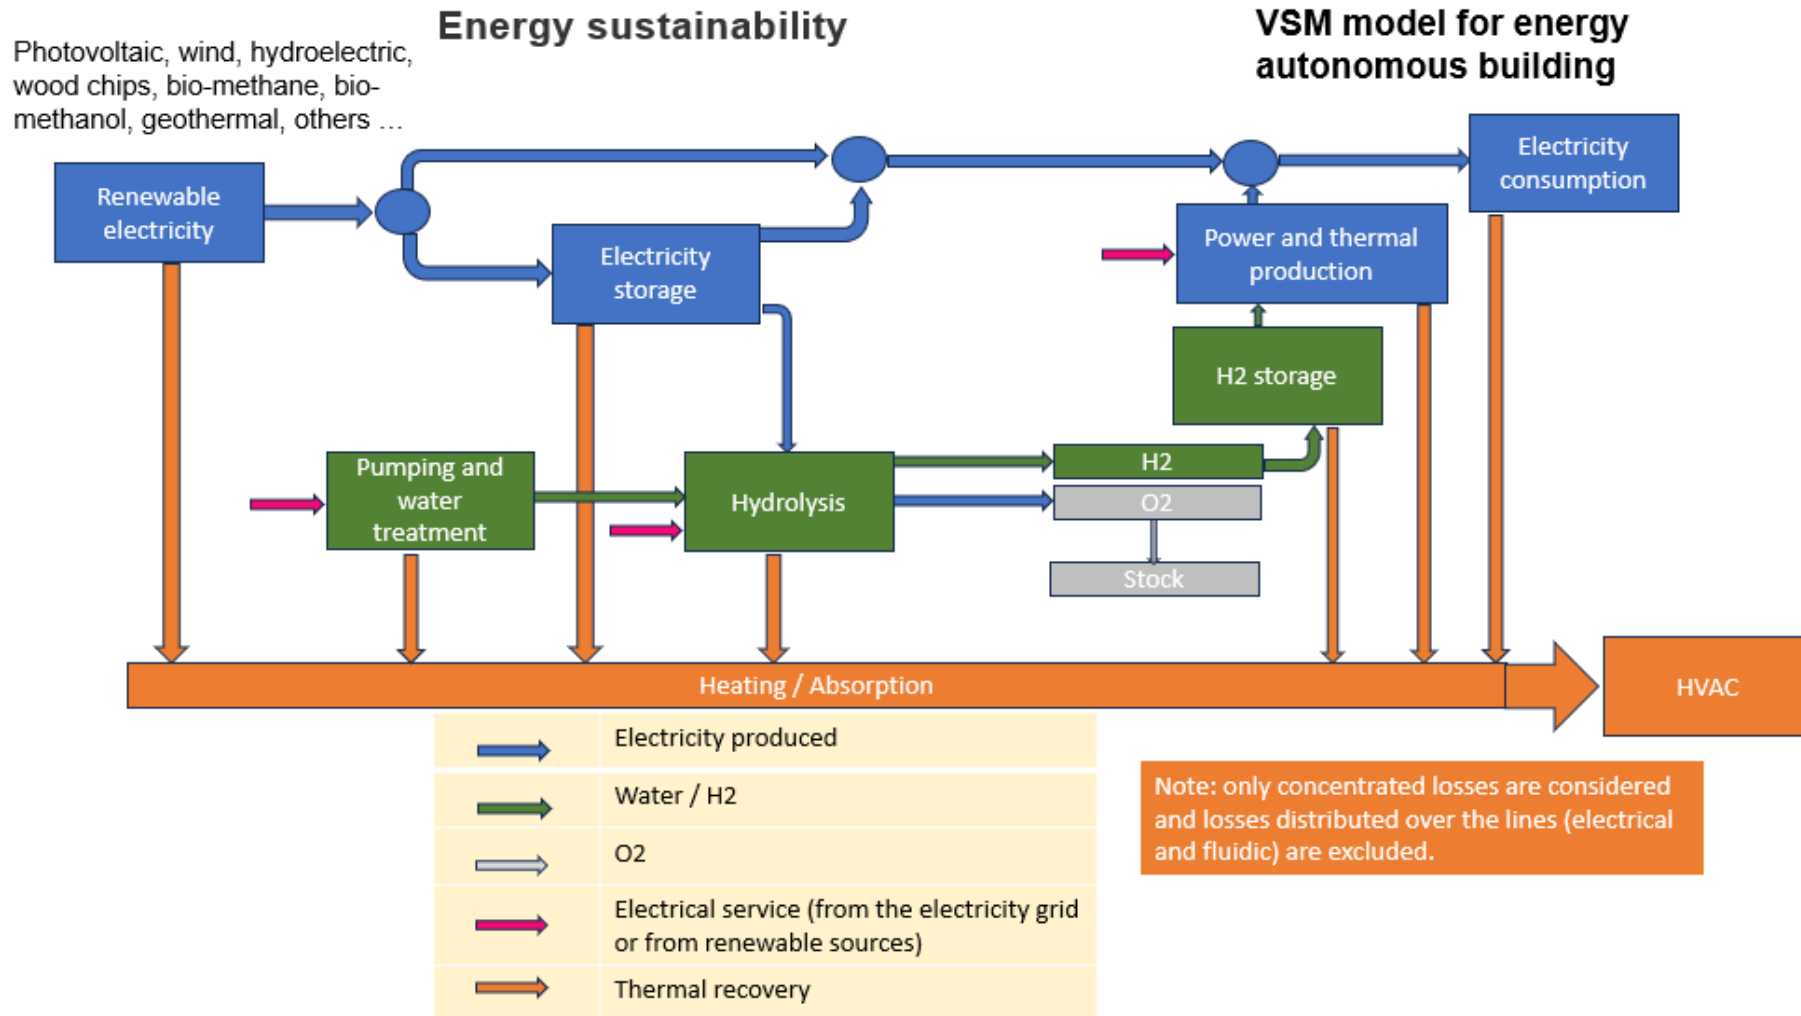 Energy sustainability
VSM model for energy
autonomous building
Photovoltaic, wind, hydroelectric,
wood chips, bio-methane, bio-
methanol, geothermal, others ...
Renewable
electricity
Electricity
storage
Electricity
consumption
Power and thermal
production
H2 storage
Pumping and
water
treatment
Hydrolysis
H2
O2
Stock
Heating / Absorption
HVAC
Electricity produced
Water / H2
O2
Electrical service (from the electricity grid
or from renewable sources)
Thermal recovery
Note: only concentrated losses are considered
and losses distributed over the lines (electrical
and fluidic) are excluded.